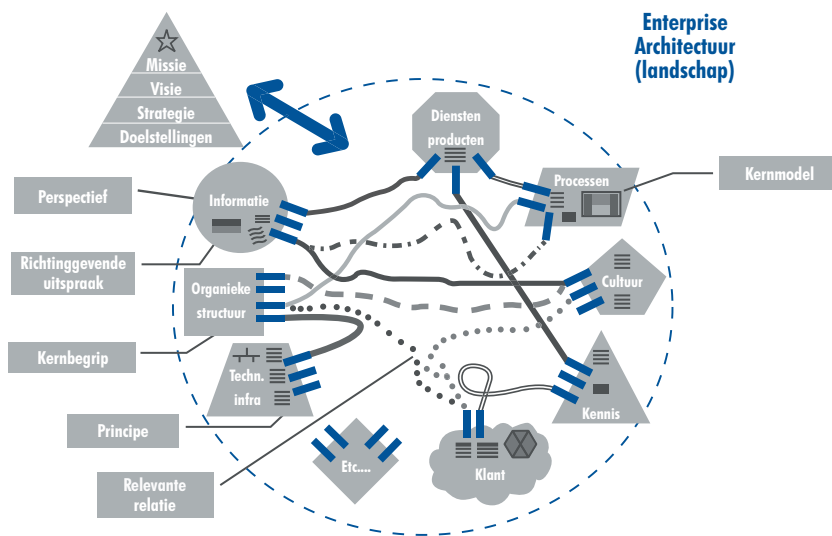 Enterprise
Architectuur
(landschap)
Missie
Visie
Strategie
Doelstellingen
Diensten
producten
Processen
Kernmodel
Perspectief
Informatie
Richtinggevende
uitspraak
Organieke
structuur
Cultuur
Kernbegrip
Techn.
infra
Kennis
Principe
Etc....
Klant
Relevante
relatie